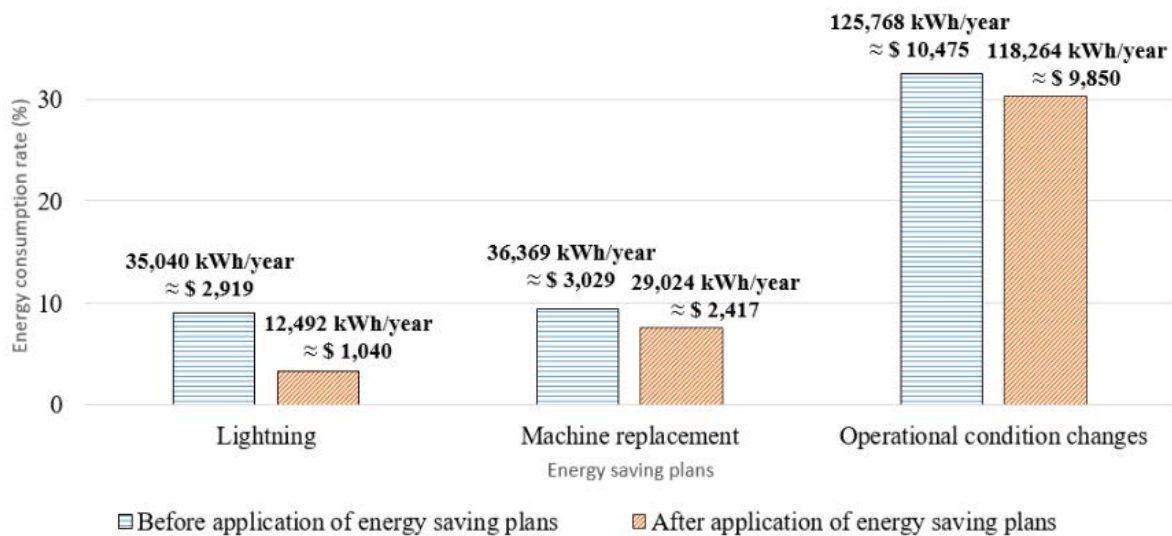 125,768 kWh/year
≈ $ 10,475
118,264 kWh/year
≈ $ 9,850
Energy consumption rate (%)
30
20
10
0
35,040 kWh/year
≈ $ 2,919
12,492 kWh/year
≈ $ 1,040
36,369 kWh/year
≈ $ 3,029
29,024 kWh/year
≈ $ 2,417
Lightning
Machine replacement
Operational condition changes
Energy saving plans
Before application of energy saving plans
After application of energy saving plans